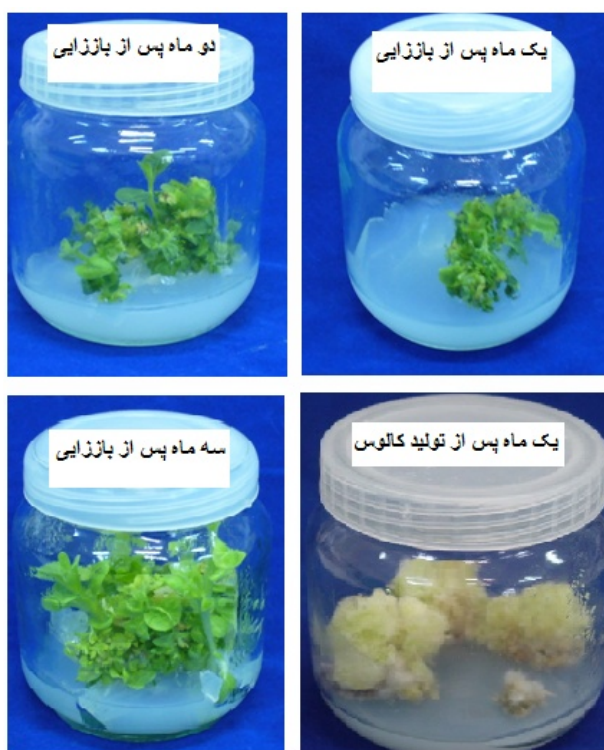 یک ماه پس از باززایی
دو ماه پس از باززایی
یک ماه پس از تولید کالوس
سه ماه پس از باززایی